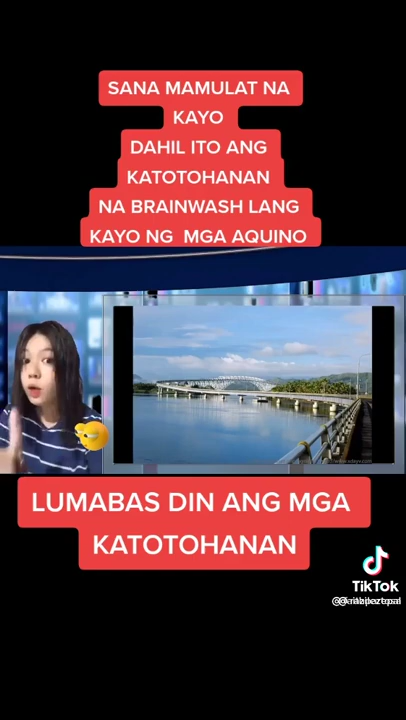 SANA MAMULAT NA
KAYO
DAHIL ITO ANG
KATOTOHANAN
NA BRAINWASH LANG
KAYO NG MGA AQUINO
LUMABAS DIN ANG MGA
KATOTOHANAN
TikTok